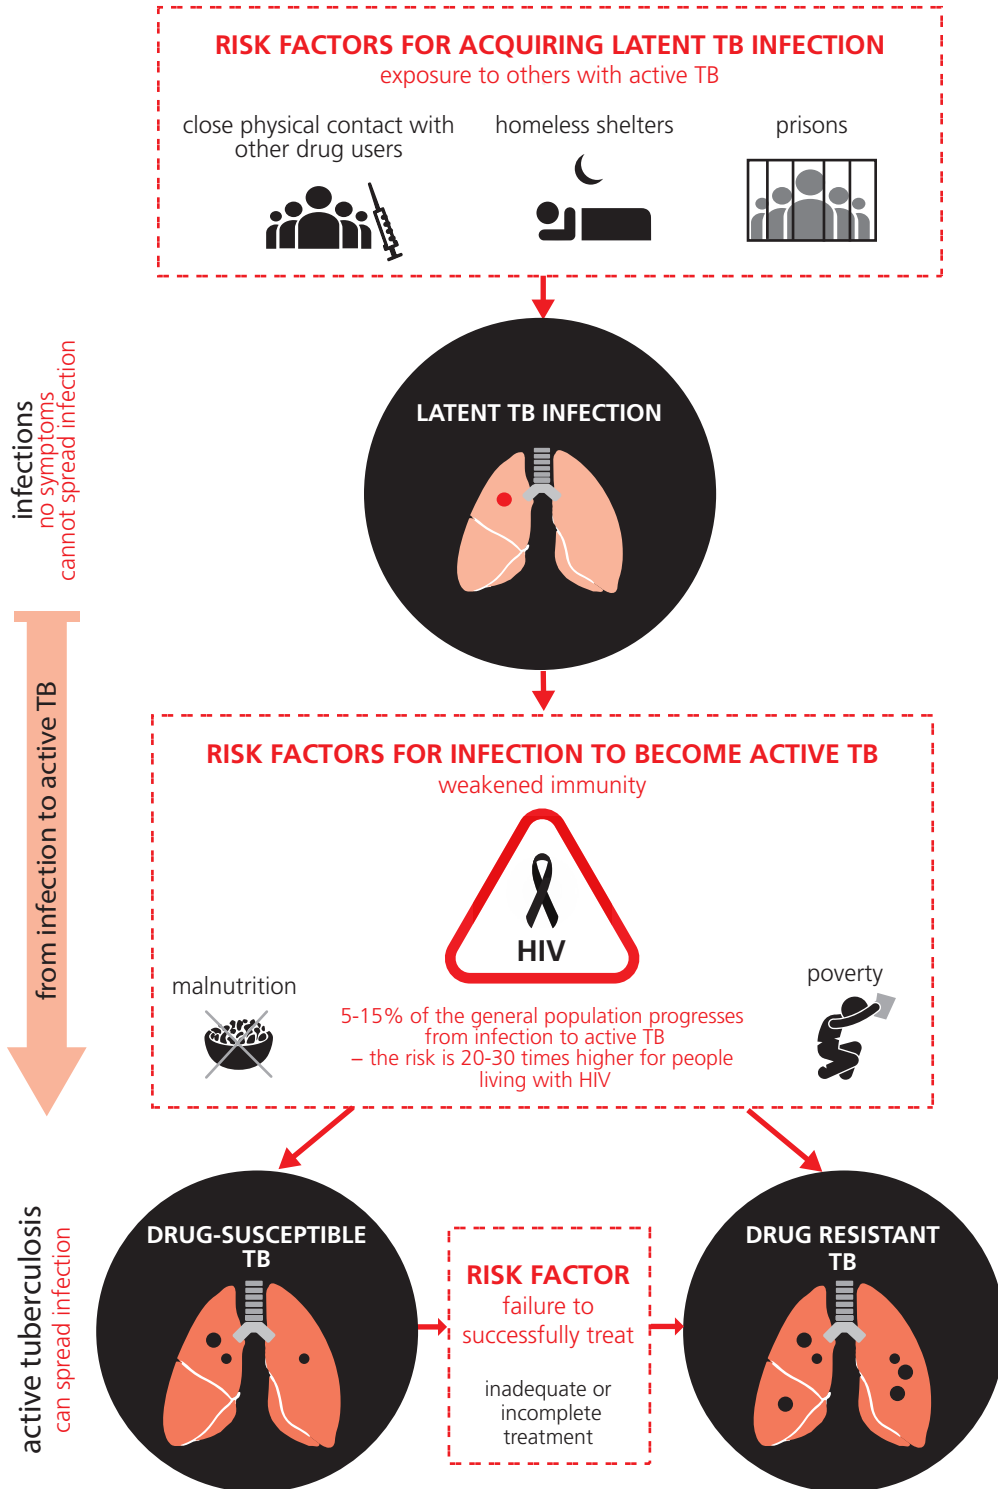 RISK FACTORS FOR ACQUIRING LATENT TB INFECTION
exposure to others with active TB
close physical contact with
other drug users
homeless shelters
prisons
infections
no symptoms
cannot spread infection
LATENT TB INFECTION
from infection to active TB
RISK FACTORS FOR INFECTION TO BECOME ACTIVE TB
weakened immunity
HIV
malnutrition
poverty
5-15% of the general population progresses
from infection to active TB
– the risk is 20-30 times higher for people
living with HIV
active tuberculosis
can spread infection
DRUG-SUSCEPTIBLE
TB
RISK FACTOR
failure to
successfully treat
inadequate or
incomplete
treatment
DRUG RESISTANT
TB